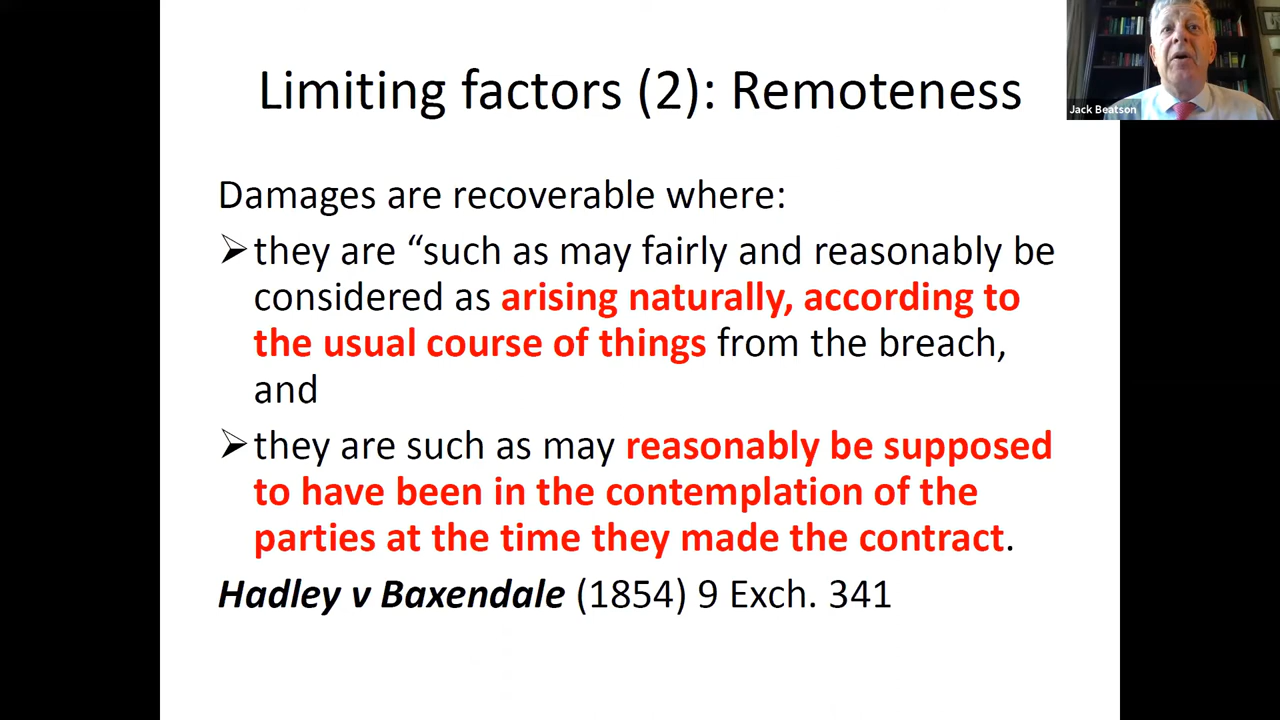 Limiting factors (2): Remoteness
Jack Beatson
Damages are recoverable where:
➢they are “such as may fairly and reasonably be
considered as arising naturally, according to
the usual course of things from the breach,
and
➢they are such as may reasonably be supposed
to have been in the contemplation of the
parties at the time they made the contract.
Hadley v Baxendale (1854) 9 Exch. 341